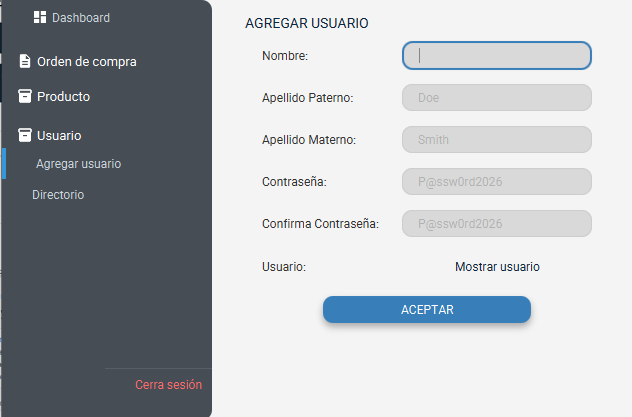 Dashboard
Orden de compra
Producto
Usuario
Agregar usuario
Directorio
Cerra sesión
AGREGAR USUARIO
Nombre:
Apellido Paterno: Doe
Apellido Materno: Smith
Contraseña: P@ssw0rd2026
Confirma Contraseña: P@ssw0rd2026
Usuario: Mostrar usuario
ACEPTAR